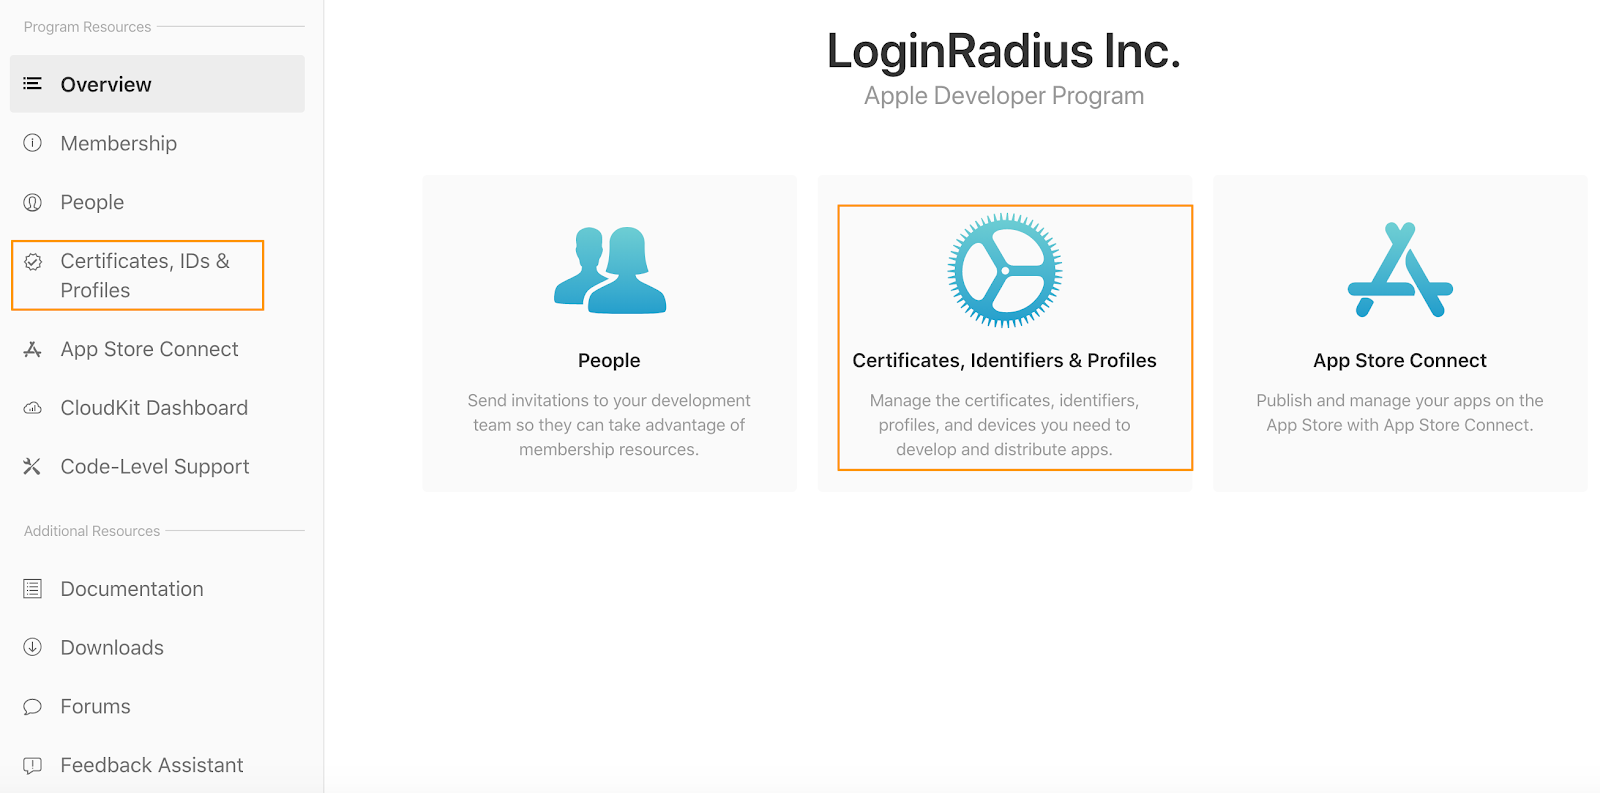 Program Resources
Overview
Membership
People
Certificates, IDs &
Profiles
App Store Connect
CloudKit Dashboard
Code-Level Support
Additional Resources
Documentation
Downloads
Forums
Feedback Assistant
LoginRadius Inc.
Apple Developer Program
People
Send invitations to your development
team so they can take advantage of
membership resources.
Certificates, Identifiers & Profiles
Manage the certificates, identifiers,
profiles, and devices you need to
develop and distribute apps.
App Store Connect
Publish and manage your apps on the
App Store with App Store Connect.